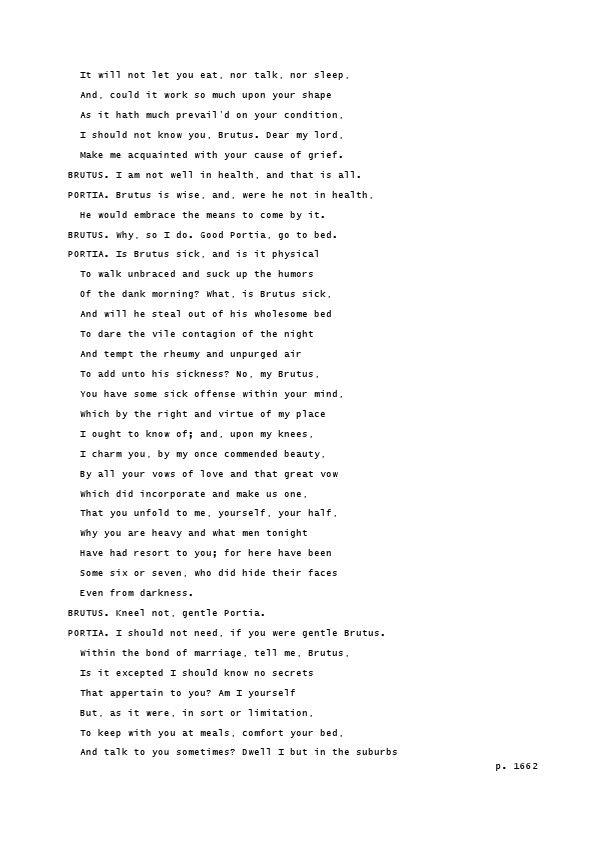 It will not let you eat, nor talk, nor sleep,
And, could it work so much upon your shape
As it hath much prevail'd on your condition,
I should not know you, Brutus. Dear my lord,
Make me acquainted with your cause of grief.
BRUTUS. I am not well in health, and that is all.
PORTIA. Brutus is wise, and, were he not in health,
He would embrace the means to come by it.
BRUTUS. Why, so I do. Good Portia, go to bed.
PORTIA. Is Brutus sick, and is it physical
To walk unbraced and suck up the humors
Of the dank morning? What, is Brutus sick,
And will he steal out of his wholesome bed
To dare the vile contagion of the night
And tempt the rheumy and unpurged air
To add unto his sickness? No, my Brutus,
You have some sick offense within your mind,
Which by the right and virtue of my place
I ought to know of; and, upon my knees,
I charm you, by my once commended beauty,
By all your vows of love and that great vow
Which did incorporate and make us one,
That you unfold to me, yourself, your half,
Why you are heavy and what men tonight
Have had resort to you; for here have been
Some six or seven, who did hide their faces
Even from darkness.
BRUTUS. Kneel not, gentle Portia.
PORTIA. I should not need, if you were gentle Brutus.
Within the bond of marriage, tell me, Brutus,
Is it excepted I should know no secrets
That appertain to you? Am I yourself
But, as it were, in sort or limitation,
To keep with you at meals, comfort your bed,
And talk to you sometimes? Dwell I but in the suburbs
p. 1662